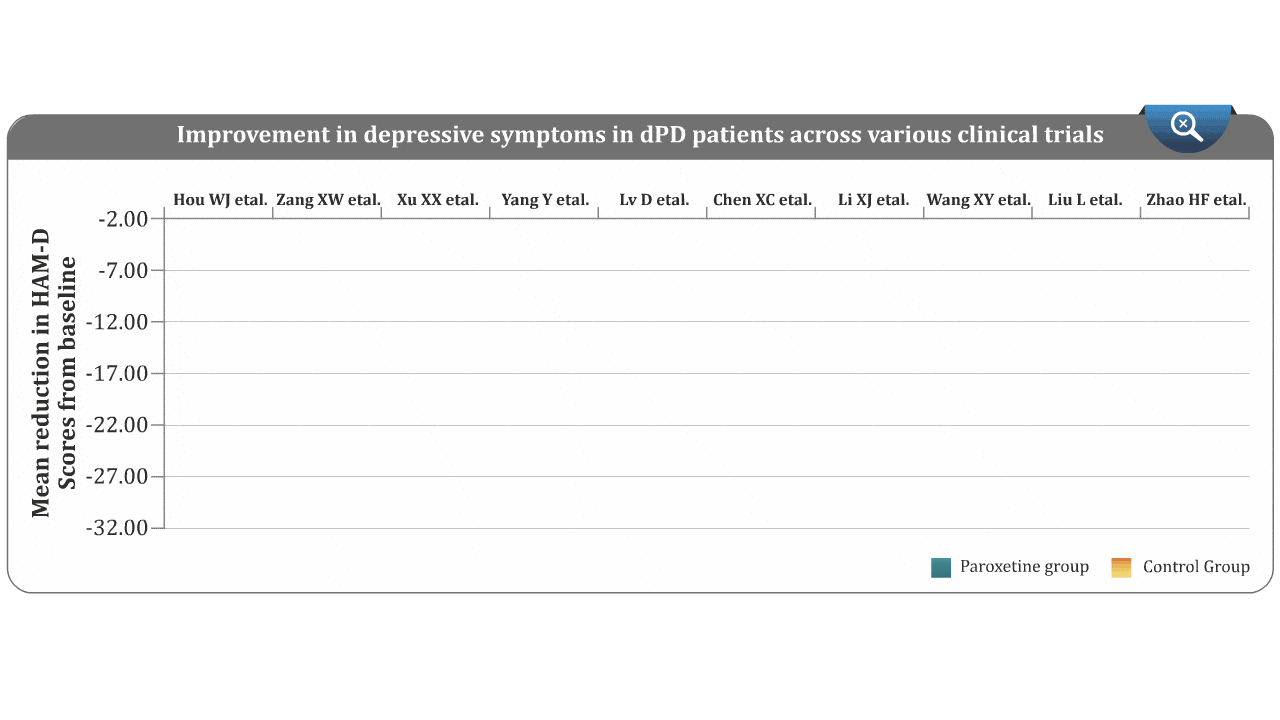 Improvement in depressive symptoms in dPD patients across various clinical trials
Hou WJ etal. Zang XW etal. Xu XX etal. Yang Y etal. Lv D etal. Chen XC etal. Li XJ etal. Wang XY etal. Liu L etal. Zhao HF etal.
Mean reduction in HAM-D
Scores from baseline
-2.00
-7.00
-12.00
-17.00
-22.00
-27.00
-32.00
Paroxetine group
Control Group